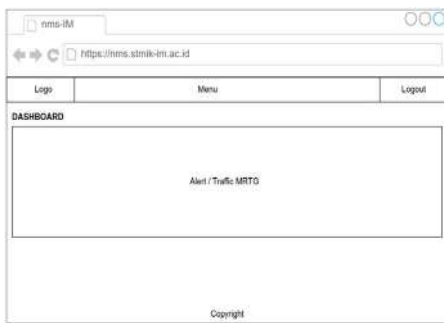 nms-IM
https://nms.stmik-im.ac.id
Logo Menu Logout
DASHBOARD
Alert / Traffic MRTG
Copyright